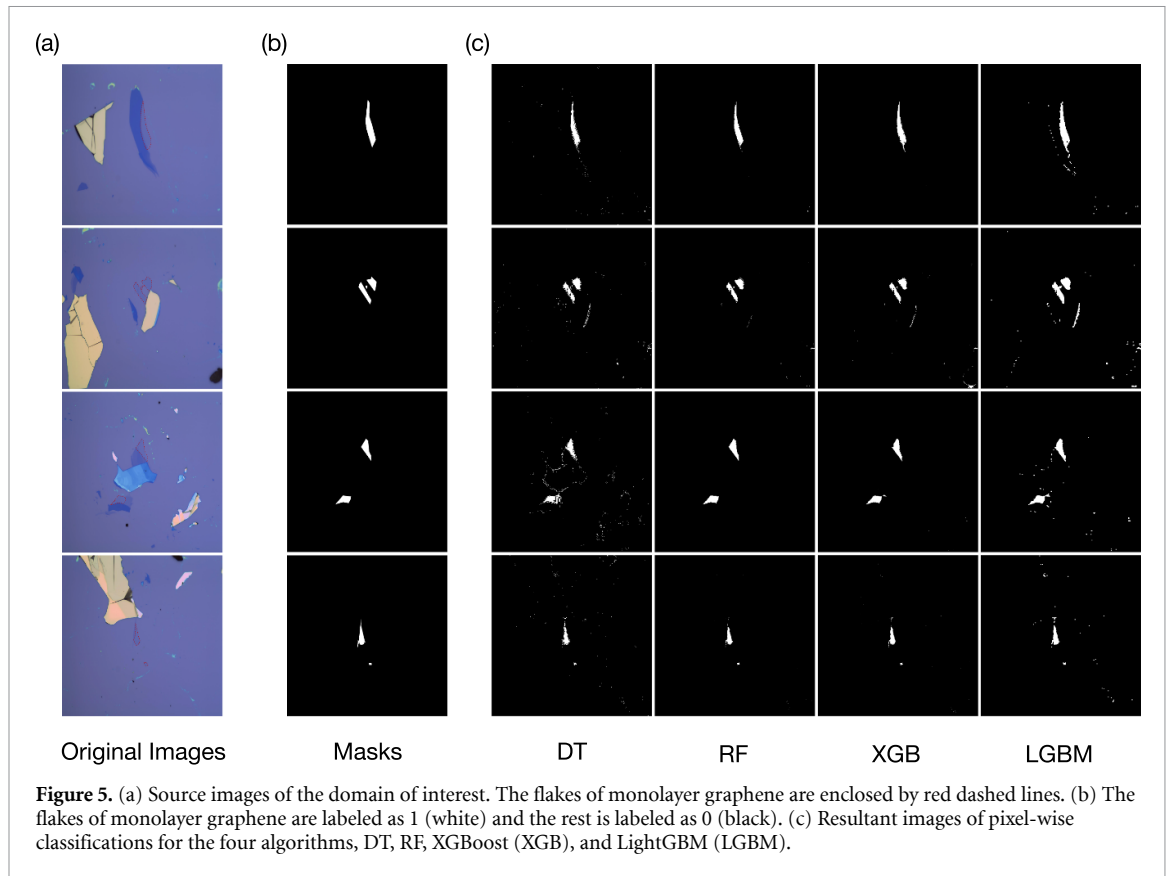 (a)
(b)
(c)
Original Images
Masks
DT
RF
XGB
LGBM
Figure 5. (a) Source images of the domain of interest. The flakes of monolayer graphene are enclosed by red dashed lines. (b) The
flakes of monolayer graphene are labeled as 1 (white) and the rest is labeled as 0 (black). (c) Resultant images of pixel-wise
classifications for the four algorithms, DT, RF, XGBoost (XGB), and LightGBM (LGBM).